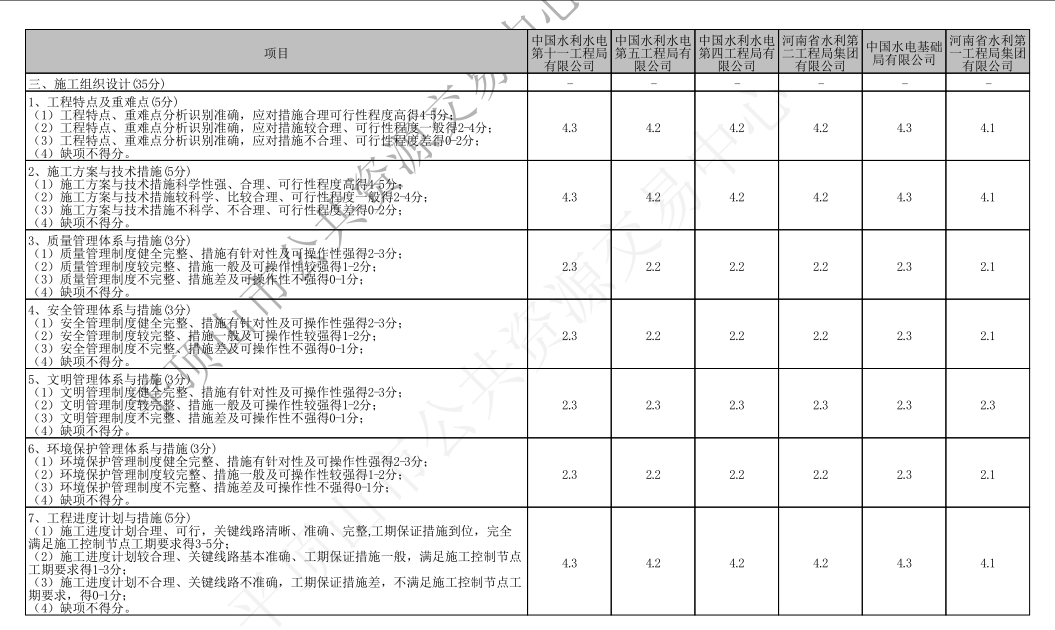 项目 中国水利水电 中国水利水电 中国水利水电 河南省水利第 中国水电基础 河南省水利第
第十一工程局 第五工程局有 第四工程局有 二工程局集团 局有限公司 一工程局集团
有限公司 限公司 限公司 有限公司 有限公司
三、施工组织设计(35分) - - - - - -
1、工程特点及重难点(5分)
(1)工程特点、重难点分析识别准确，应对措施合理可行性程度高得4-5分；
(2)工程特点、重难点分析识别准确，应对措施较合理、可行性程度一般得2-4分；
(3)工程特点、重难点分析识别准确，应对措施不合理、可行性程度差得0-2分；
(4)缺项不得分。
4.3 4.2 4.2 4.2 4.3 4.1
2、施工方案与技术措施(5分)
(1)施工方案与技术措施科学性强、合理、可行性程度高得4-5分；
(2)施工方案与技术措施较科学、比较合理、可行性程度一般得2-4分；
(3)施工方案与技术措施不科学、不合理、可行性程度差得0-2分；
(4)缺项不得分。
4.3 4.2 4.2 4.2 4.3 4.1
3、质量管理体系与措施(3分)
(1)质量管理制度健全完整、措施有针对性及可操作性强得2-3分；
(2)质量管理制度较完整、措施一般及可操作性较强得1-2分；
(3)质量管理制度不完整、措施差及可操作性不强得0-1分；
(4)缺项不得分。
2.3 2.2 2.2 2.2 2.3 2.1
4、安全管理体系与措施(3分)
(1)安全管理制度健全完整、措施有针对性及可操作性强得2-3分；
(2)安全管理制度较完整、措施一般及可操作性较强得1-2分；
(3)安全管理制度不完整、措施差及可操作性不强得0-1分；
(4)缺项不得分。
2.3 2.2 2.2 2.2 2.3 2.1
5、文明管理体系与措施(3分)
(1)文明管理制度健全完整、措施有针对性及可操作性强得2-3分；
(2)文明管理制度较完整、措施一般及可操作性较强得1-2分；
(3)文明管理制度不完整、措施差及可操作性不强得0-1分；
(4)缺项不得分。
2.3 2.3 2.3 2.3 2.3 2.3
6、环境保护管理体系与措施(3分)
(1)环境保护管理制度健全完整、措施有针对性及可操作性强得2-3分；
(2)环境保护管理制度较完整、措施一般及可操作性较强得1-2分；
(3)环境保护管理制度不完整、措施差及可操作性不强得0-1分；
(4)缺项不得分。
2.3 2.2 2.2 2.2 2.3 2.1
7、工程进度计划与措施(5分)
(1)施工进度计划合理、可行，关键线路清晰、准确、完整,工期保证措施到位，完全
满足施工控制节点工期要求得3-5分；
(2)施工进度计划较合理、关键线路基本准确、工期保证措施一般，满足施工控制节点
工期要求得1-3分；
(3)施工进度计划不合理、关键线路不准确，工期保证措施差，不满足施工控制节点工
期要求，得0-1分；
(4)缺项不得分。
4.3 4.2 4.2 4.2 4.3 4.1
平顶山市公共资源交易中心
平顶山市公共资源交易中心